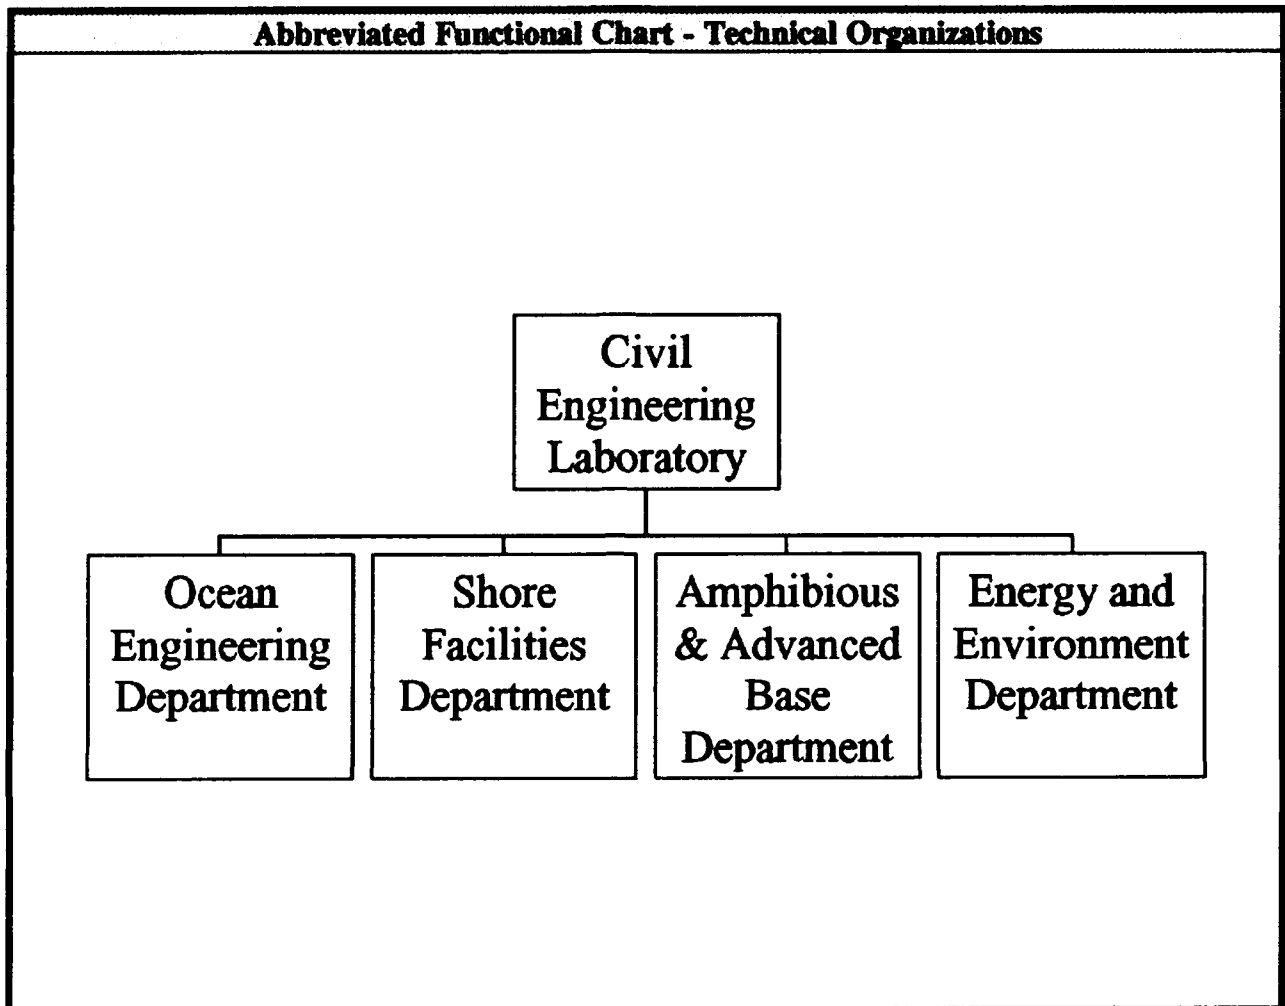 Abbreviated Functional Chart - Technical Organizations
Civil
Engineering
Laboratory
Ocean
Engineering
Department
Shore
Facilities
Department
Amphibious
& Advanced
Base
Department
Energy and
Environment
Department